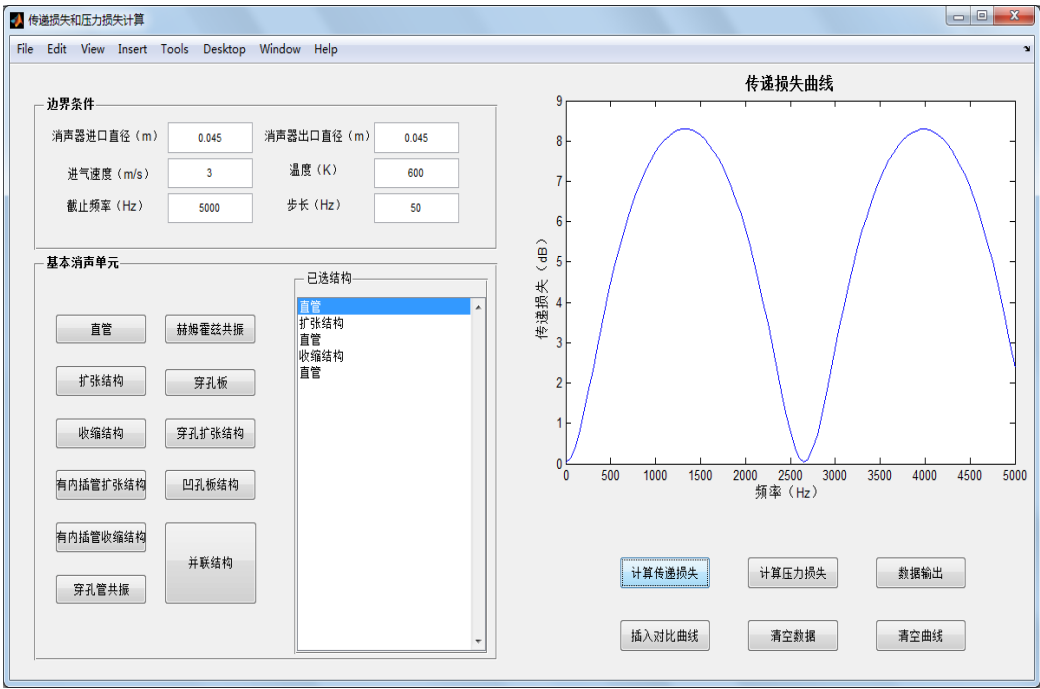 传递损失和压力损失计算
File Edit View Insert Tools Desktop Window Help
边界条件
消声器进口直径（m） 0.045 消声器出口直径（m） 0.045
进气速度（m/s） 3 温度（K） 600
截止频率（Hz） 5000 步长（Hz） 50
基本消声单元
直管 赫姆霍兹共振
扩张结构 穿孔板
收缩结构 穿孔扩张结构
有内插管扩张结构 凹孔板结构
有内插管收缩结构 并联结构
穿孔管共振
已选结构
直管
扩张结构
直管
收缩结构
直管
传递损失曲线
传递损失（dB）
9
8
7
6
5
4
3
2
1
0
0 500 1000 1500 2000 2500 3000 3500 4000 4500 5000
频率（Hz）
计算传递损失 计算压力损失 数据输出
插入对比曲线 清空数据 清空曲线